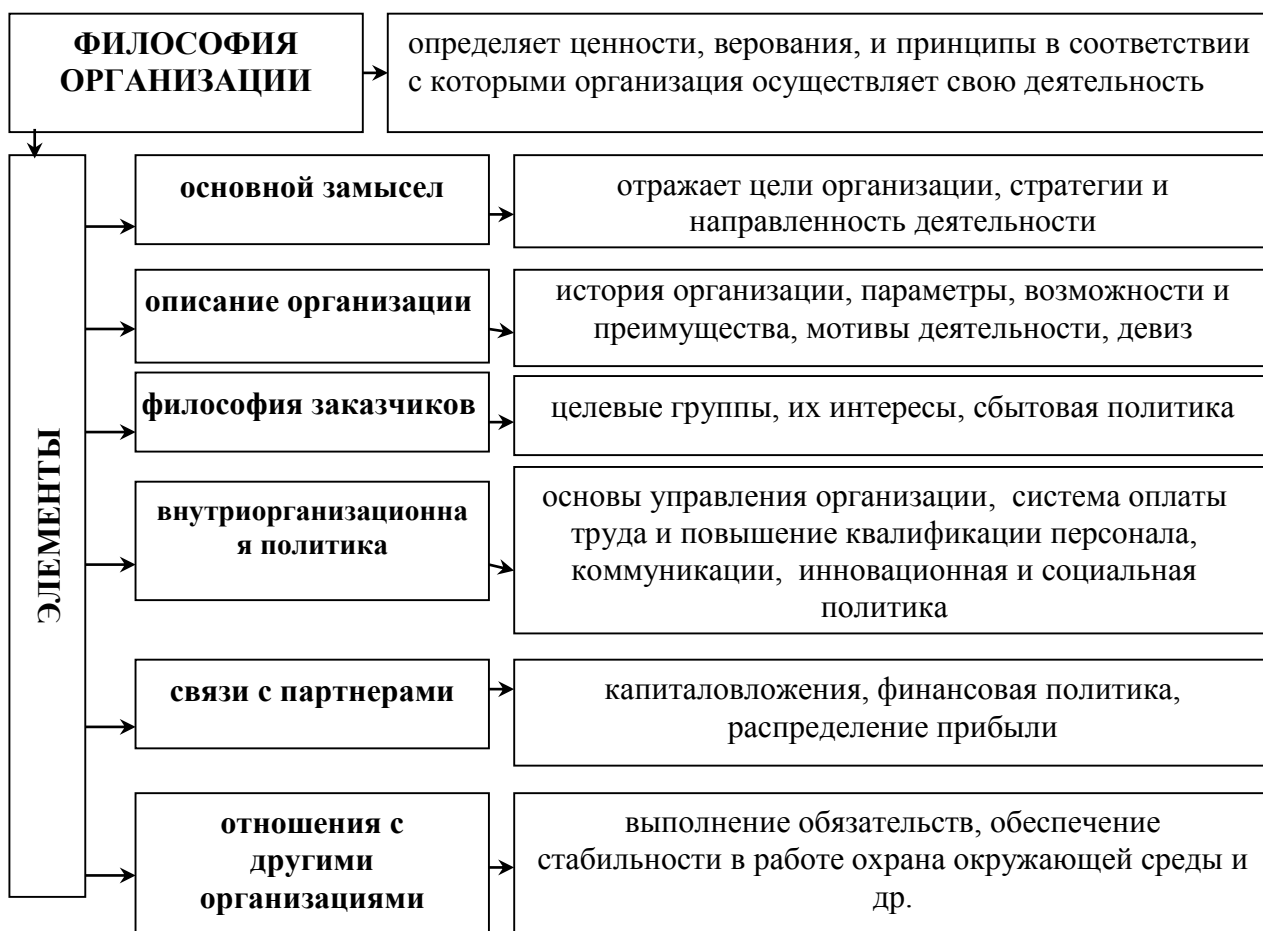 ФИЛОСОФИЯ
ОРГАНИЗАЦИИ
определяет ценности, верования, и принципы в соответствии
с которыми организация осуществляет свою деятельность
ЭЛЕМЕНТЫ
основной замысел
отражает цели организации, стратегии и
направленность деятельности
описание организации
история организации, параметры, возможности и
преимущества, мотивы деятельности, девиз
философия заказчиков
целевые группы, их интересы, сбытовая политика
внутриорганизационна
я политика
основы управления организации, система оплаты
труда и повышение квалификации персонала,
коммуникации, инновационная и социальная
политика
связи с партнерами
капиталовложения, финансовая политика,
распределение прибыли
отношения с
другими
организациями
выполнение обязательств, обеспечение
стабильности в работе охрана окружающей среды и
др.